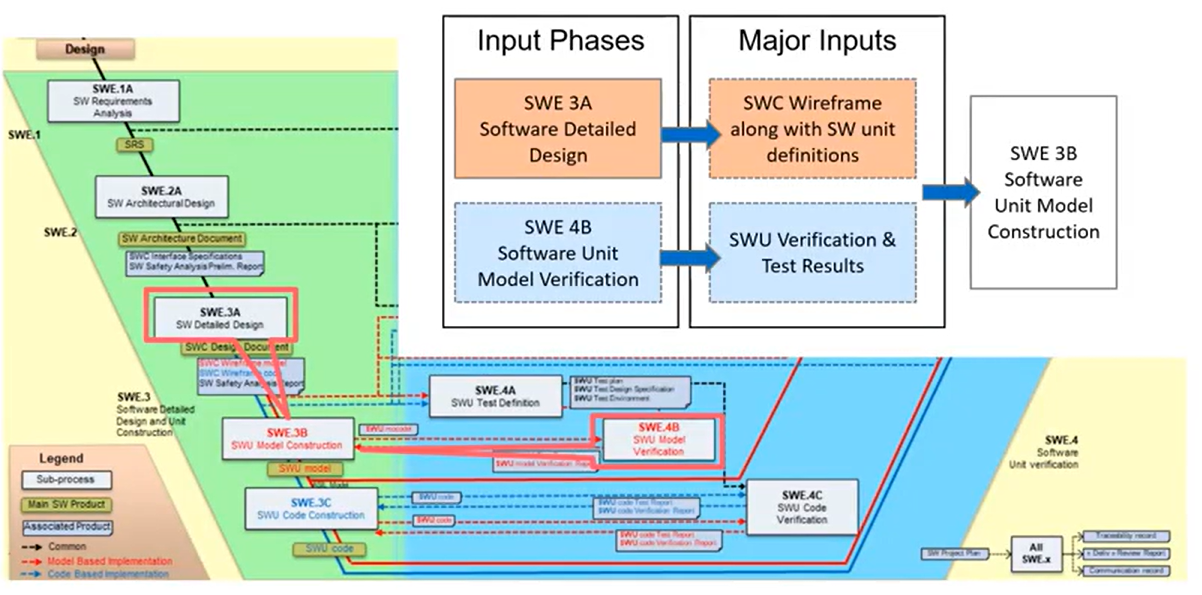 Design
SWE.1A
SW Requirements
Analysis
SWE.1
SRS
SWE.2A
SW Architectural Design
SWE.2
SW Architecture Document
SWC Interface Specifications
SW Safety Analysis Prelim. Report
SWE.3A
SW Detailed Design
SWC Design Document
SWC Wireframe model
SWC Wireframe code
SW Safety Analysis Report
SWE.3
Software Detailed
Design and Unit
Construction
SWE.3B
SWU Model Construction
SWU model
SWE.3C
SWU Code Construction
SWU code
Input Phases
SWE 3A
Software Detailed
Design
SWE 4B
Software Unit
Model Verification
Major Inputs
SWC Wireframe
along with SW unit
definitions
SWU Verification &
Test Results
SWE 3B
Software
Unit Model
Construction
SWE.4A
SWU Test Definition
SWU Test plan
SWU Test Design Specification
SWU Test Environment
SWE.4B
SWU Model
Verification
SWU model Verification
SWU code
SWU code Test Report
SWU code Verification Report
SWU code
SWU code Test Report
SWU code Verification Report
SWE.4C
SWU Code
Verification
SWE.4
Software
Unit verification
SW Project Plan
All
SWE.x
Traceability record
Review Report
Communication record
Legend
Sub-process
Main SW Product
Associated Product
Common
Model Based Implementation
Code Based Implementation